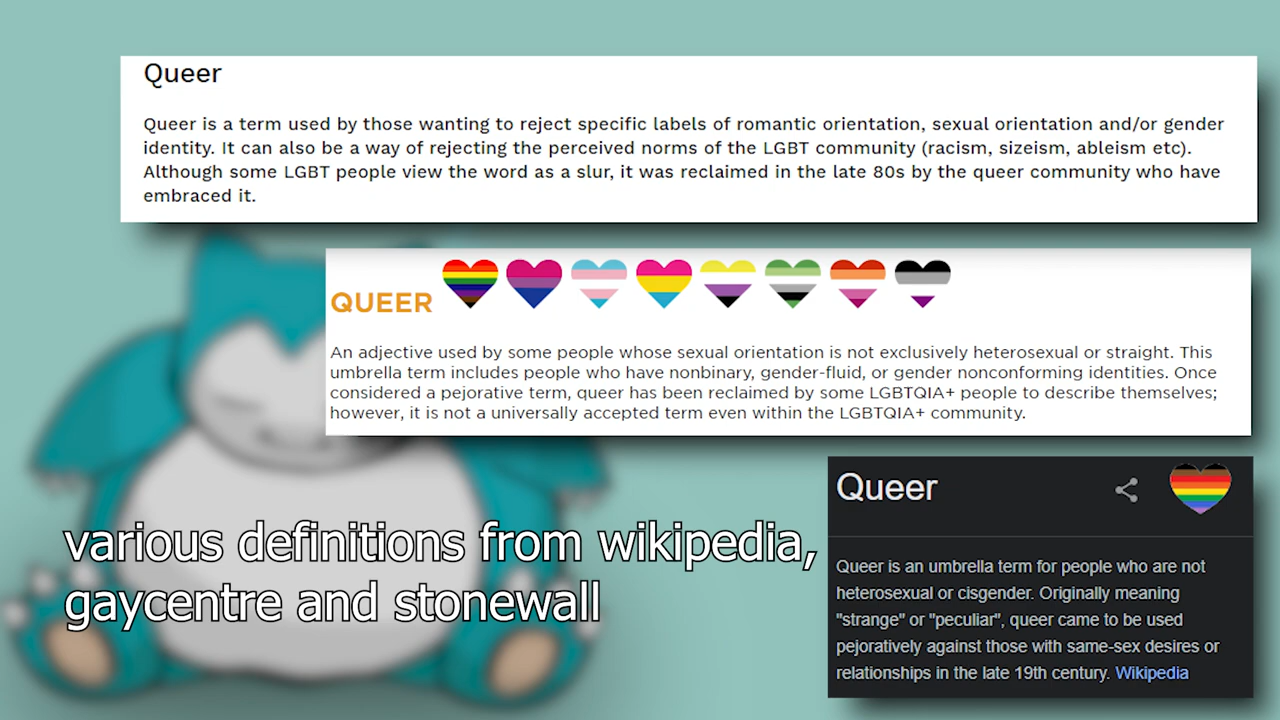 Queer
Queer is a term used by those wanting to reject specific labels of romantic orientation, sexual orientation and/or gender
identity. It can also be a way of rejecting the perceived norms of the LGBT community (racism, sizeism, ableism etc).
Although some LGBT people view the word as a slur, it was reclaimed in the late 80s by the queer community who have
embraced it.
QUEER
An adjective used by some people whose sexual orientation is not exclusively heterosexual or straight. This
umbrella term includes people who have nonbinary, gender-fluid, or gender nonconforming identities. Once
considered a pejorative term, queer has been reclaimed by some LGBTQIA+ people to describe themselves;
however, it is not a universally accepted term even within the LGBTQIA+ community.
Queer
Queer is an umbrella term for people who are not
heterosexual or cisgender. Originally meaning
"strange" or "peculiar", queer came to be used
pejoratively against those with same-sex desires or
relationships in the late 19th century. Wikipedia
various definitions from wikipedia,
gaycentre and stonewall